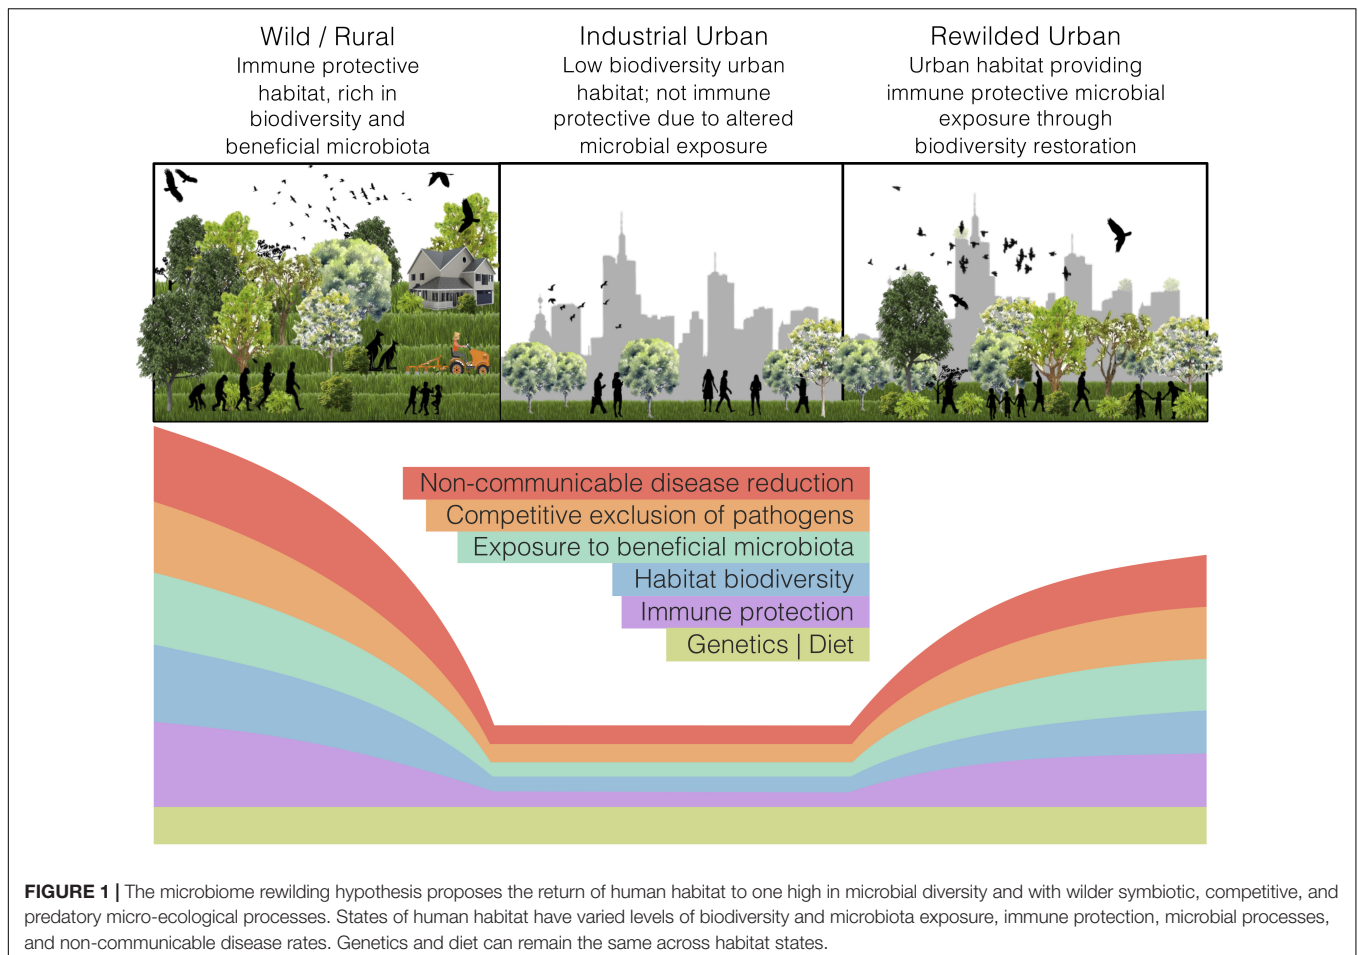 Wild / Rural
Immune protective
habitat, rich in
biodiversity and
beneficial microbiota
Industrial Urban
Low biodiversity urban
habitat; not immune
protective due to altered
microbial exposure
Rewilded Urban
Urban habitat providing
immune protective microbial
exposure through
biodiversity restoration
Non-communicable disease reduction
Competitive exclusion of pathogens
Exposure to beneficial microbiota
Habitat biodiversity
Immune protection
Genetics | Diet
FIGURE 1 | The microbiome rewilding hypothesis proposes the return of human habitat to one high in microbial diversity and with wilder symbiotic, competitive, and
predatory micro-ecological processes. States of human habitat have varied levels of biodiversity and microbiota exposure, immune protection, microbial processes,
and non-communicable disease rates. Genetics and diet can remain the same across habitat states.